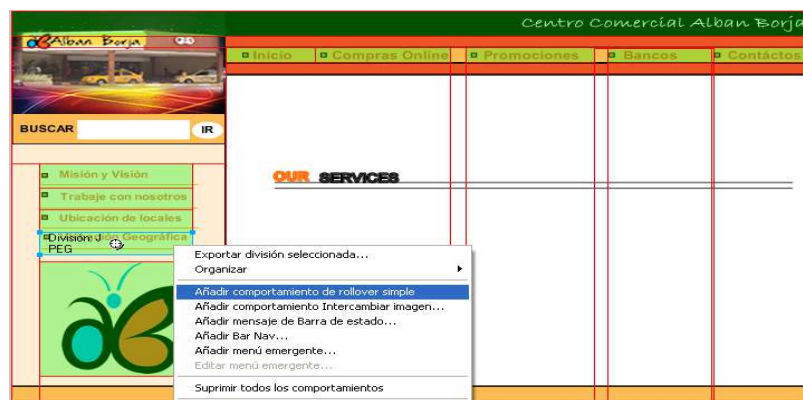 Centro Comercial Alban Borja
Alban Borja
Inicio Compras Online Promociones Bancos Contáctos
BUSCAR IR
Misión y Visión
Trabaje con nosotros
Ubicación de locales
División: J Geográfica
PEG
OUR SERVICES
Exportar división seleccionada...
Organizar
Añadir comportamiento de rollover simple
Añadir comportamiento Intercambiar imagen...
Añadir mensaje de Barra de estado...
Añadir Bar Nav...
Añadir menú emergente...
Editar menú emergente...
Suprimir todos los comportamientos